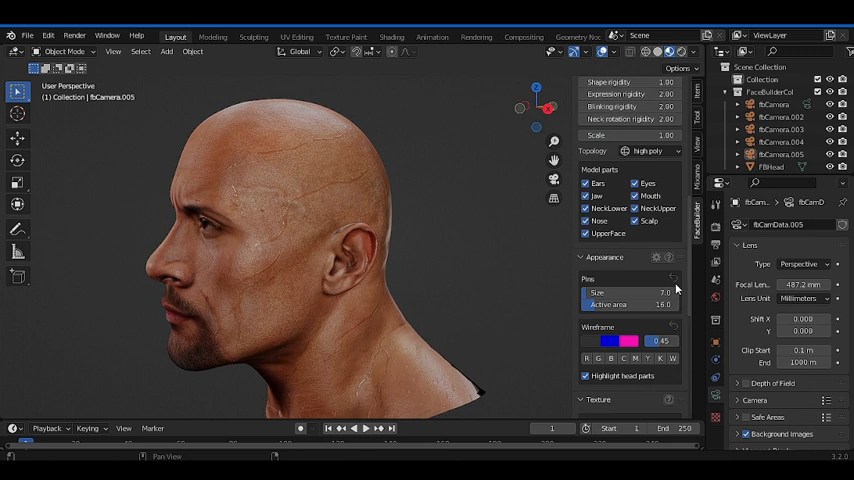 File Edit Render Window Help Layout Modeling Sculpting UV Editing Texture Paint Shading Animation Rendering Compositing Geometry No Scene ViewLayer
Object Mode View Select Add Object Global
Options
User Perspective
(1) Collection | fbCamera.005
Z
X
Shape rigidity 1.00
Expression rigidity 2.00
Blinking rigidity 2.00
Neck rotation rigidity 2.00
Scale 1.00
Topology high poly
Model parts
Ears Eyes
Jaw Mouth
NeckLower NeckUpper
Nose Scalp
UpperFace
Appearance
Pins
Size 7.0
Active area 16.0
Wireframe
0.45
R G B C M Y K W
Highlight head parts
Texture
Item
Tool
View
Mixamo
FaceBuilder
Scene Collection
Collection
FaceBuilderCol
fbCamera
fbCamera.002
fbCamera.003
fbCamera.004
fbCamera.005
FBHead
fbCam... fbCamD
fbCamData.005
Lens
Type Perspective
Focal Len... 487.2 mm
Lens Unit Millimeters
Shift X 0.000
Y 0.000
Clip Start 0.1 m
End 1000 m
Depth of Field
Camera
Safe Areas
Background Images
Playback Keying View Marker 1 Start 1 End 250
Pan View 3.2.0